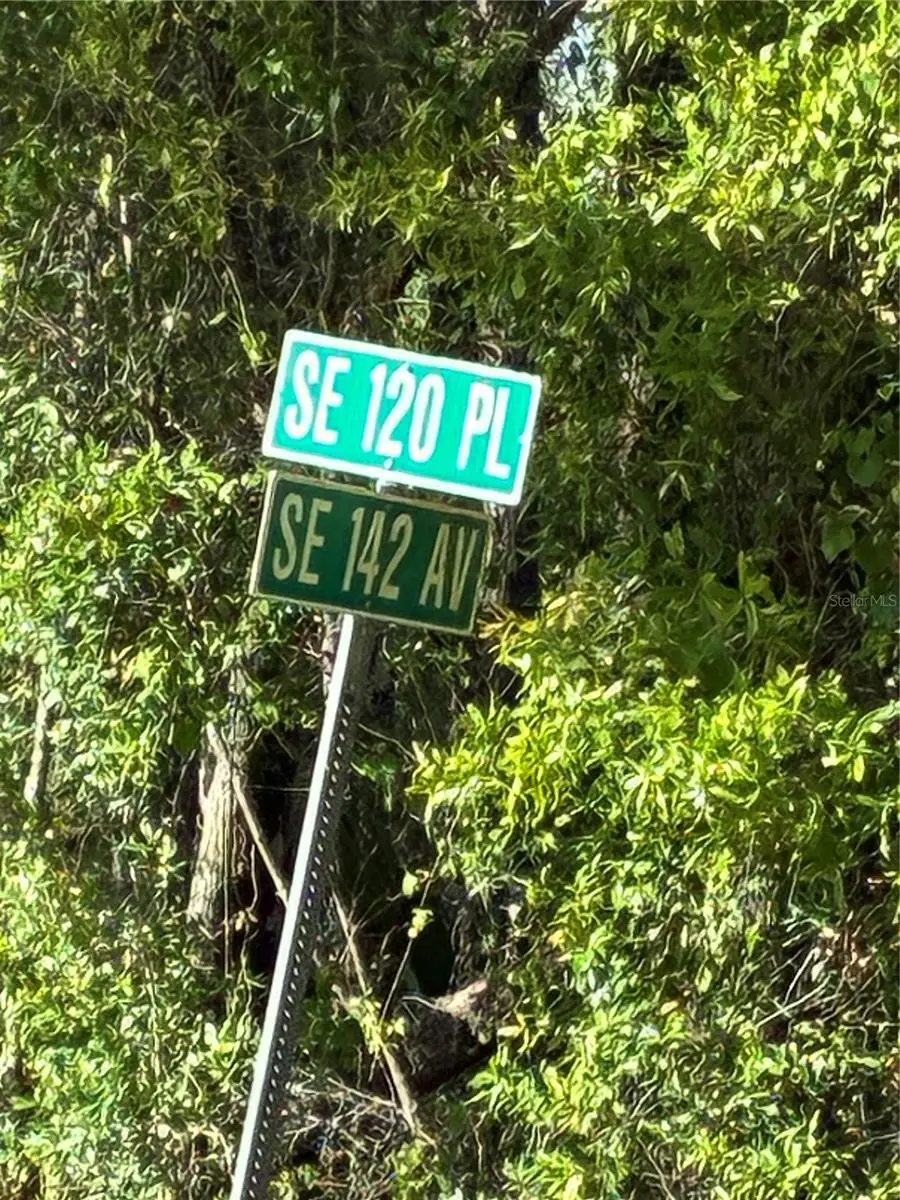 SE 120 PL
SE 142 AV
StellarMLS